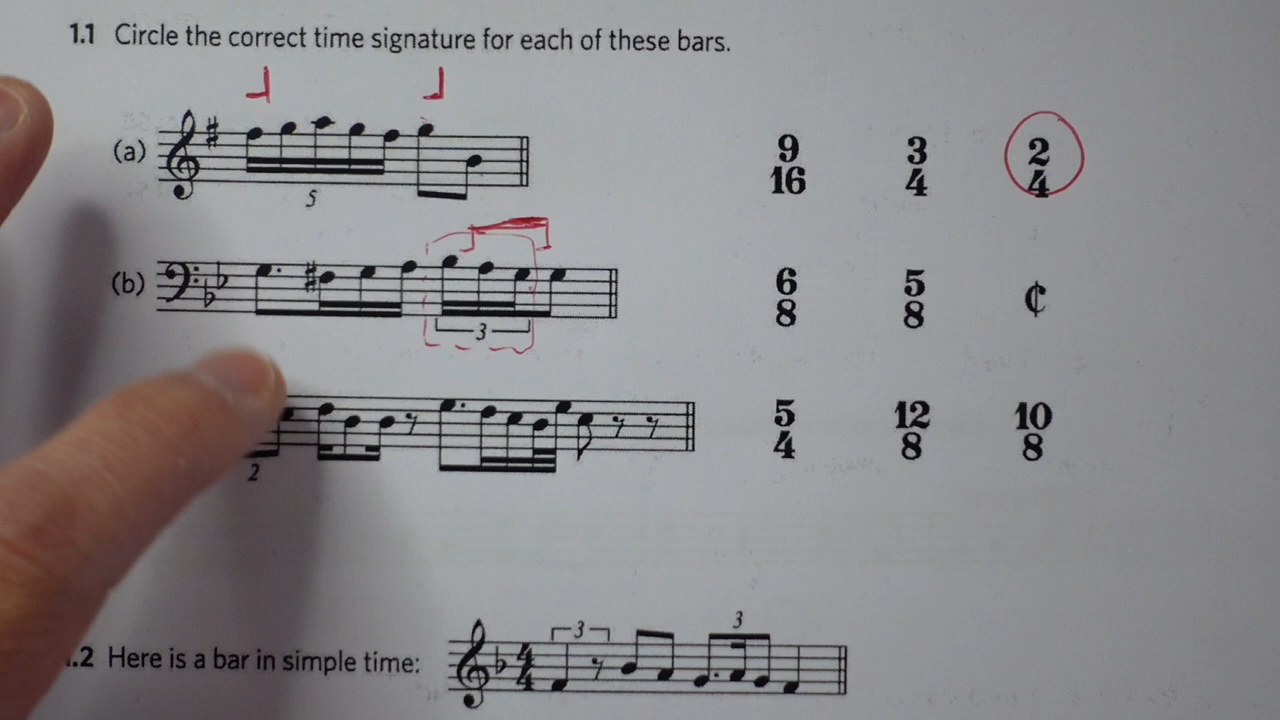 1.1 Circle the correct time signature for each of these bars.
(a) 5 9 3 2
16 4 4
(b) 3 6 5 ¢
8 8
2 5 12 10
4 8 8
.2 Here is a bar in simple time: 4 4 3 3